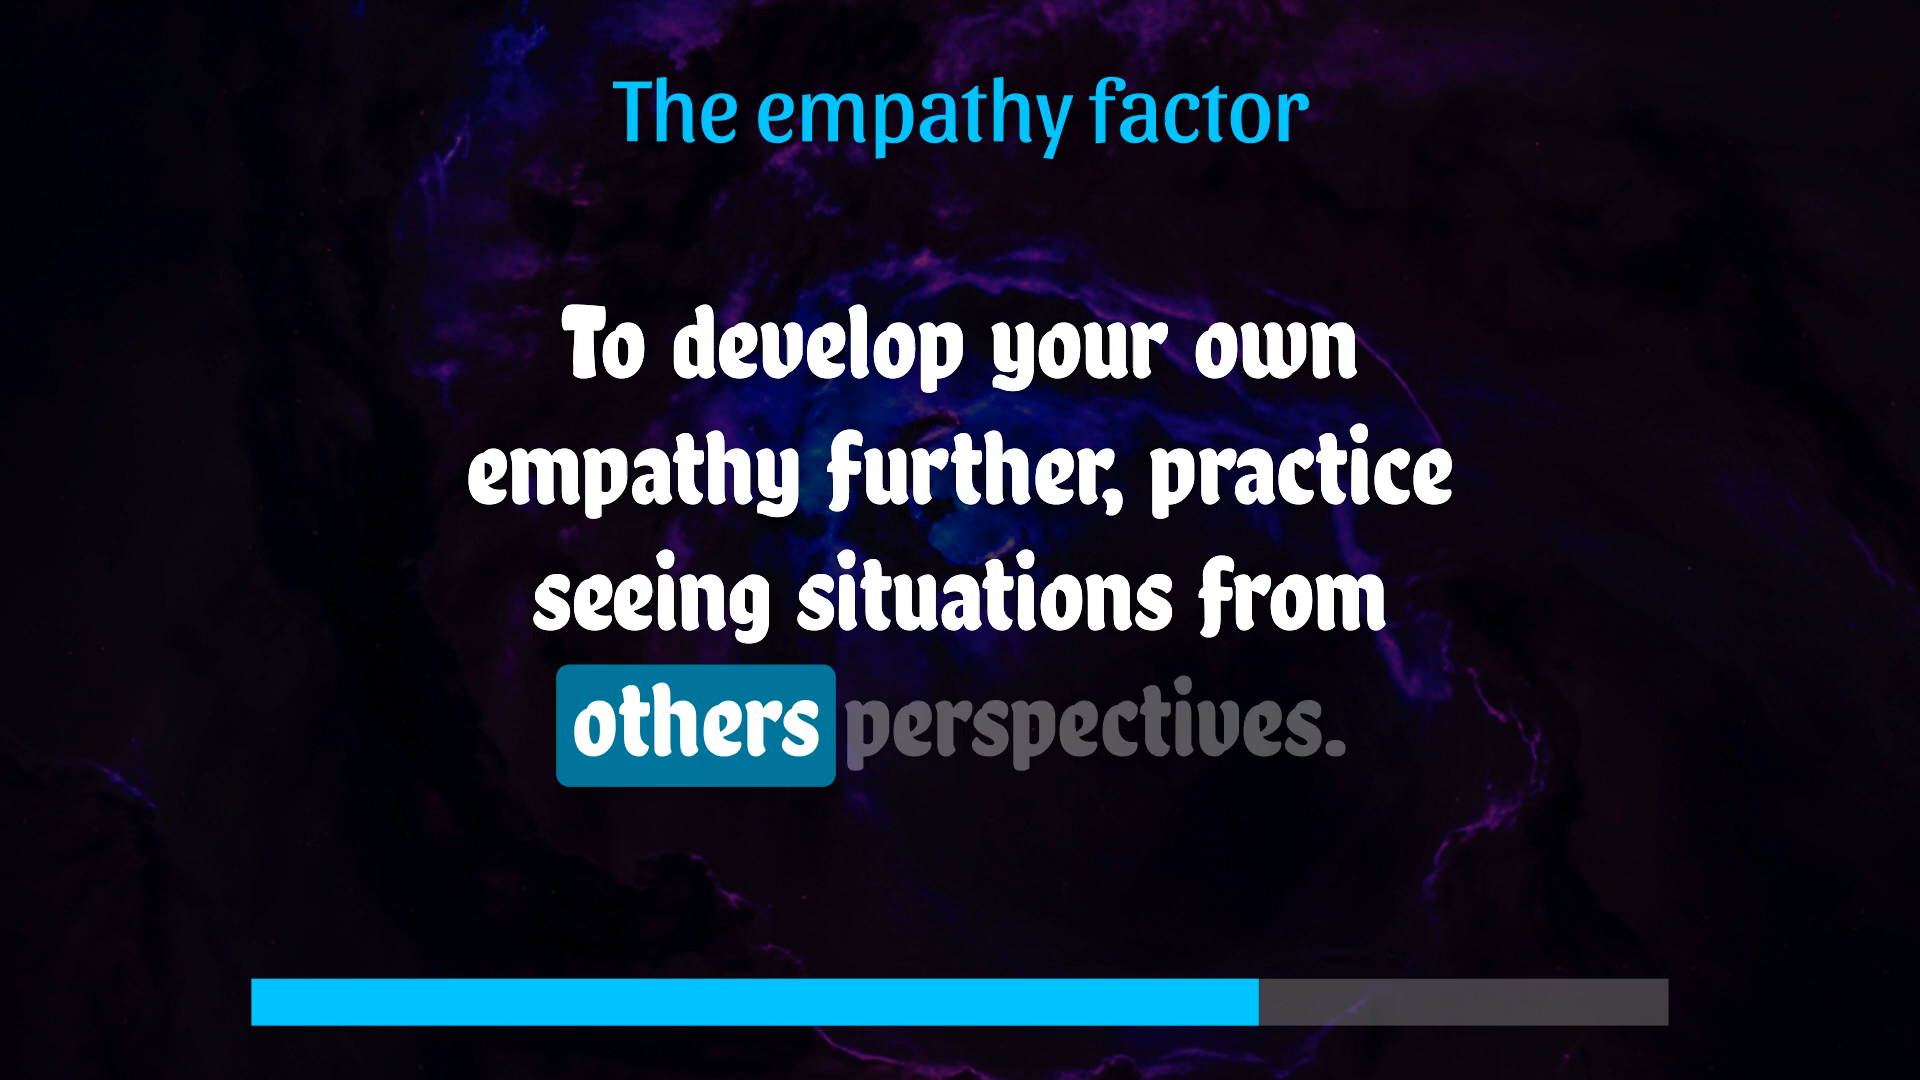 The empathy factor
To develop your own
empathy further, practice
seeing situations from
others perspectives.